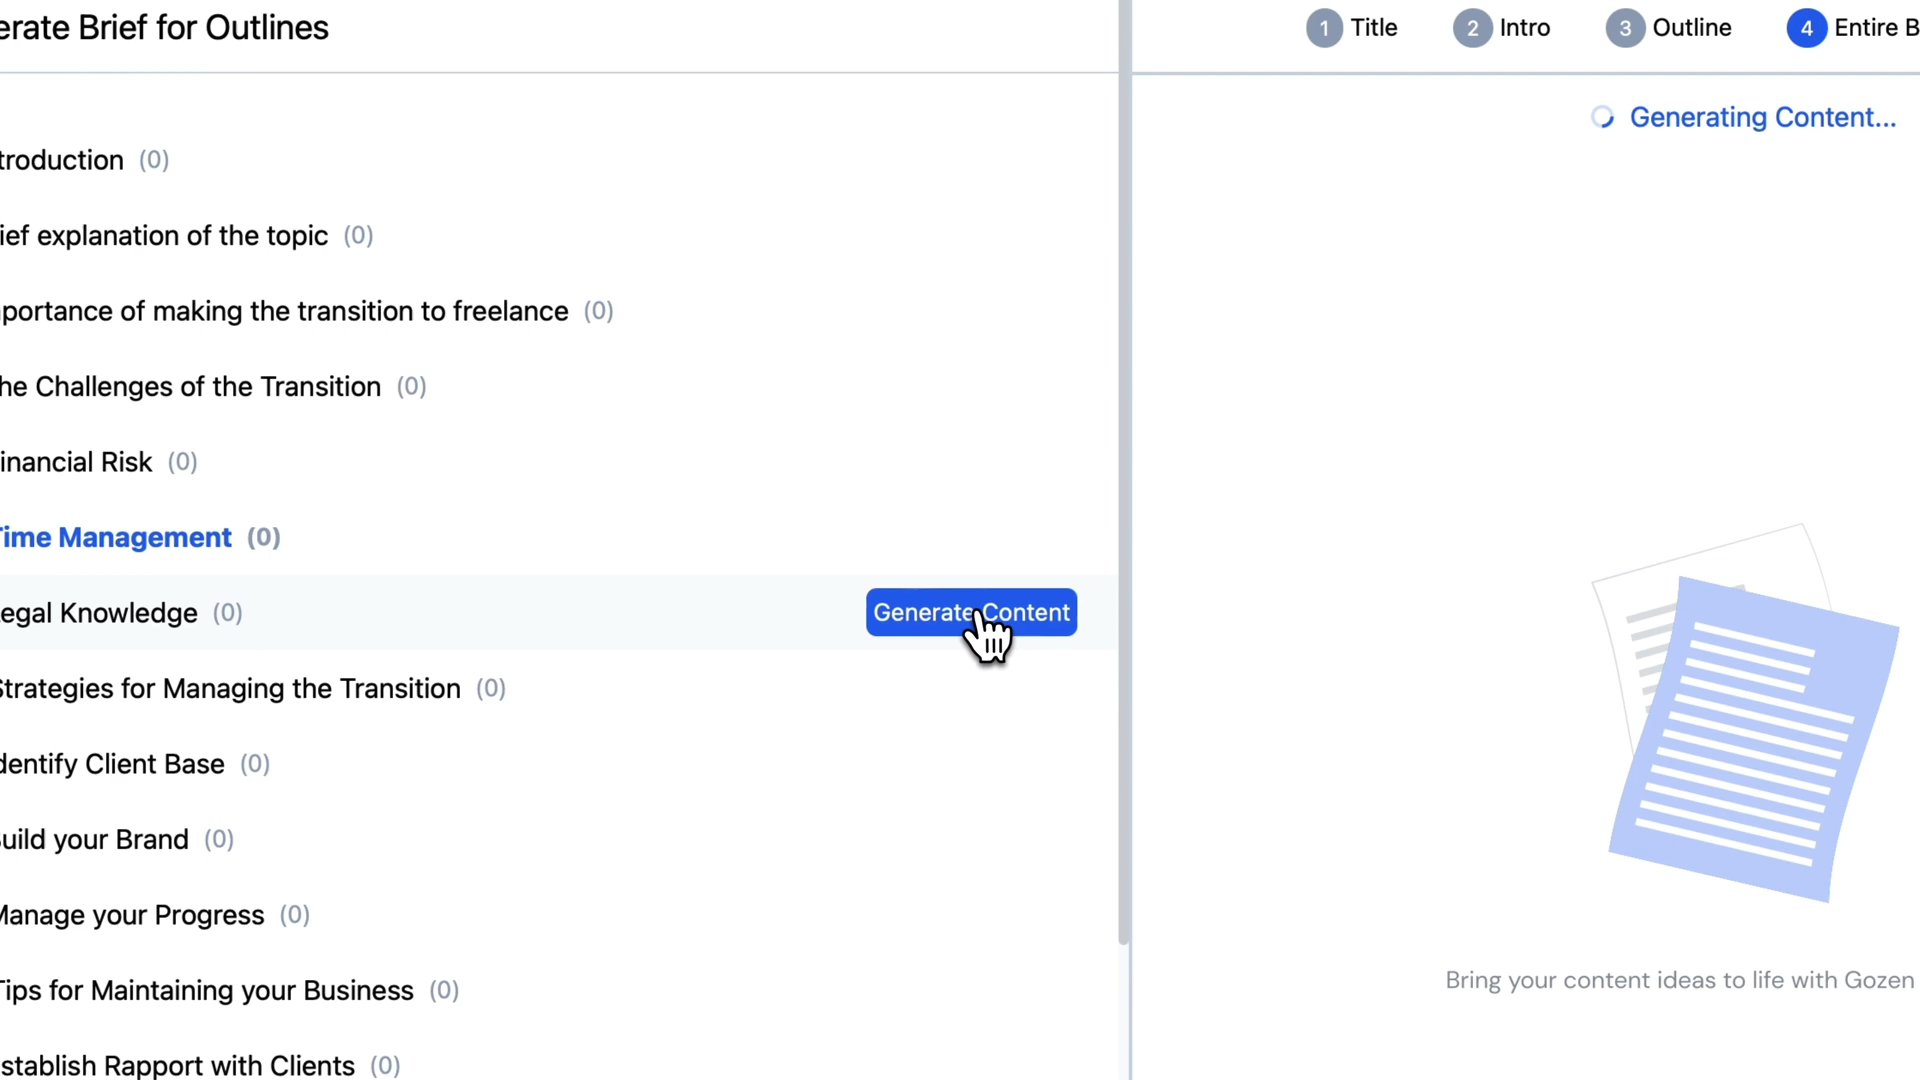 erate Brief for Outlines
troduction (0)
ief explanation of the topic (0)
portance of making the transition to freelance (0)
he Challenges of the Transition (0)
inancial Risk (0)
Time Management (0)
egal Knowledge (0)
Generate Content
Strategies for Managing the Transition (0)
dentify Client Base (0)
uild your Brand (0)
Manage your Progress (0)
Tips for Maintaining your Business (0)
stablish Rapport with Clients (0)
1 Title
2 Intro
3 Outline
4 Entire B
Generating Content...
Bring your content ideas to life with Gozen